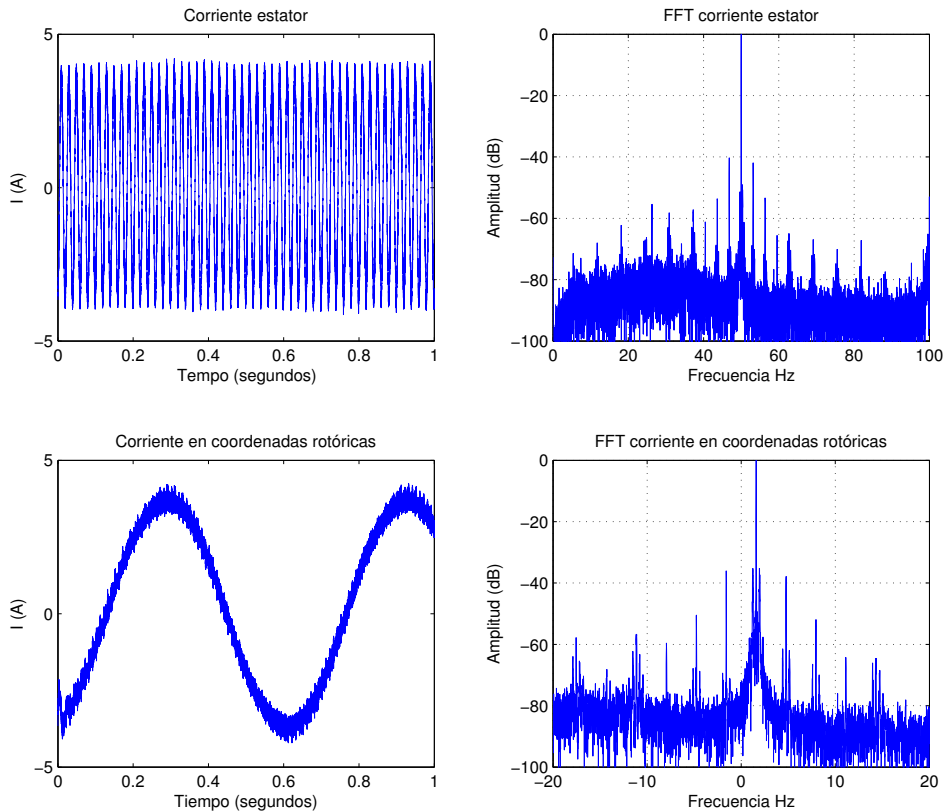 Corriente estator
5
0
−5
I (A)
0 0.2 0.4 0.6 0.8 1
Tempo (segundos)
FFT corriente estator
0
−20
−40
−60
−80
−100
Amplitud (dB)
0 20 40 60 80 100
Frecuencia Hz
Corriente en coordenadas rotóricas
5
0
−5
I (A)
0 0.2 0.4 0.6 0.8 1
Tiempo (segundos)
FFT corriente en coordenadas rotóricas
0
−20
−40
−60
−80
−100
Amplitud (dB)
−20 −10 0 10 20
Frecuencia Hz